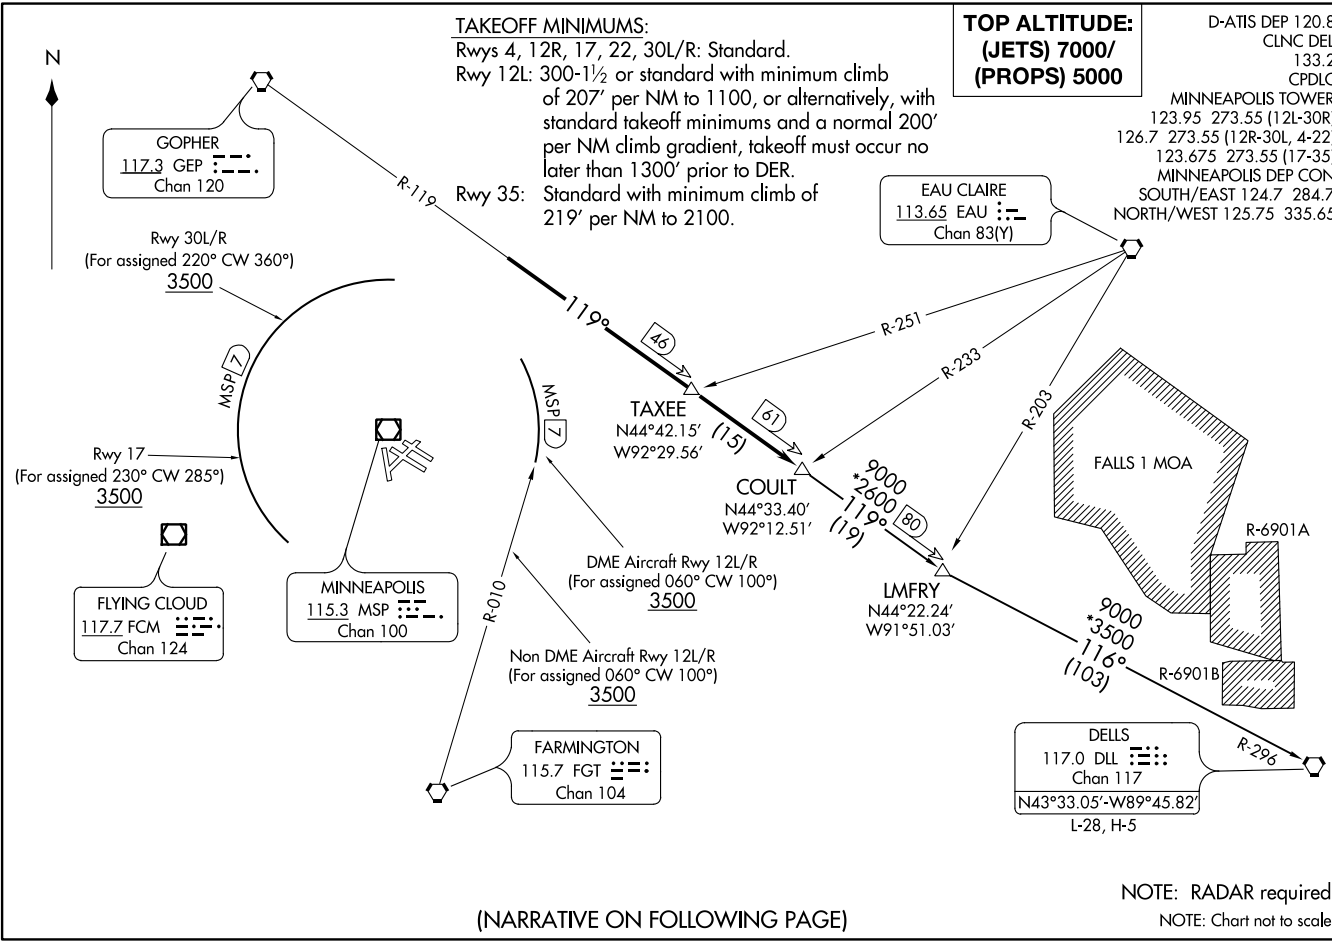 TAKEOFF MINIMUMS:
Rwys 4, 12R, 17, 22, 30L/R: Standard.
Rwy 12L: 300-1½ or standard with minimum climb
of 207' per NM to 1100, or alternatively, with
standard takeoff minimums and a normal 200'
per NM climb gradient, takeoff must occur no
later than 1300' prior to DER.
Rwy 35: Standard with minimum climb of
219' per NM to 2100.
TOP ALTITUDE:
(JETS) 7000/
(PROPS) 5000
D-ATIS DEP 120.8
CLNC DEL
133.2
CPDLC
MINNEAPOLIS TOWER
123.95 273.55 (12L-30R)
126.7 273.55 (12R-30L, 4-22)
123.675 273.55 (17-35)
MINNEAPOLIS DEP CON
SOUTH/EAST 124.7 284.7
NORTH/WEST 125.75 335.65
N
GOPHER
117.3 GEP
Chan 120
R-119
EAU CLAIRE
113.65 EAU
Chan 83(Y)
Rwy 30L/R
(For assigned 220° CW 360°)
3500
119°
46
R-251
R-233
R-203
MSP 7
MSP 7
TAXEE
N44°42.15'
W92°29.56'
(15)
61
Rwy 17
(For assigned 230° CW 285°)
3500
COULT
N44°33.40'
W92°12.51'
9000
*2600
119°
(19)
80
FALLS 1 MOA
R-6901A
R-6901B
FLYING CLOUD
117.7 FCM
Chan 124
MINNEAPOLIS
115.3 MSP
Chan 100
R-010
DME Aircraft Rwy 12L/R
(For assigned 060° CW 100°)
3500
LMFRY
N44°22.24'
W91°51.03'
9000
*3500
116°
(103)
Non DME Aircraft Rwy 12L/R
(For assigned 060° CW 100°)
3500
FARMINGTON
115.7 FGT
Chan 104
DELLS
117.0 DLL
Chan 117
N43°33.05'-W89°45.82'
L-28, H-5
R-296
NOTE: RADAR required
NOTE: Chart not to scale
(NARRATIVE ON FOLLOWING PAGE)